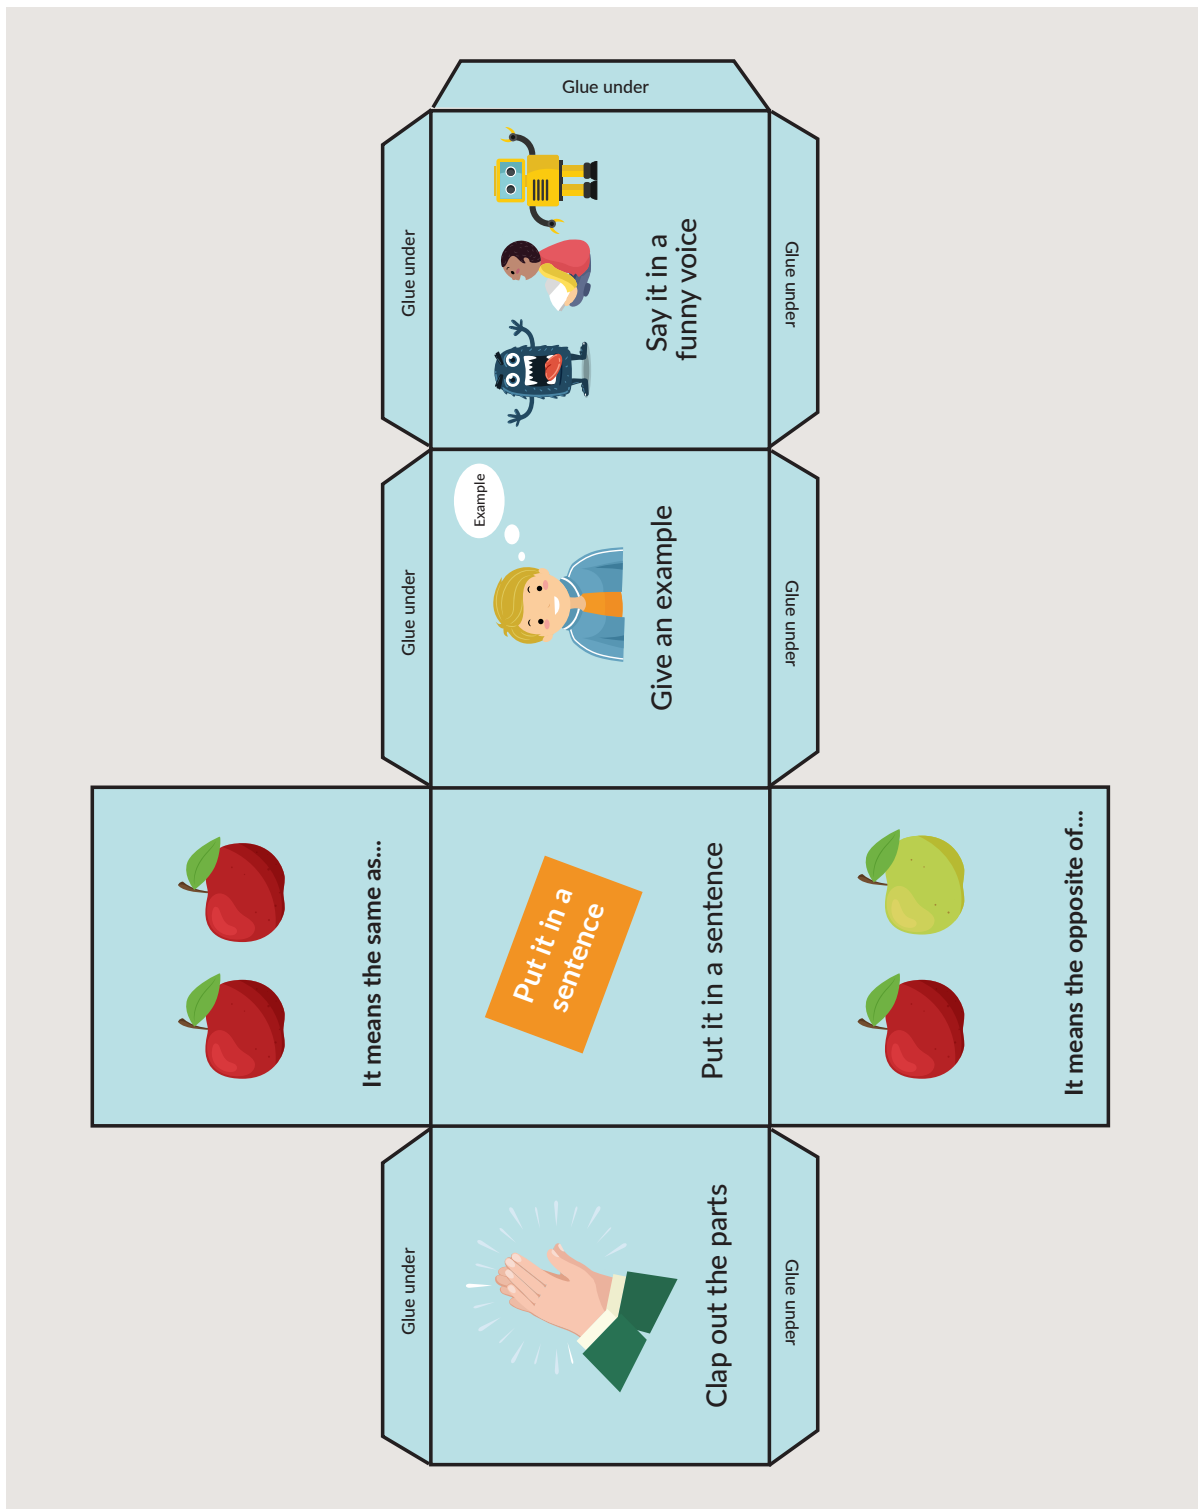 Glue under
Glue under
Say it in a
funny voice
Glue under
Glue under
Example
Give an example
Glue under
It means the same as...
Put it in a
sentence
Put it in a sentence
It means the opposite of...
Glue under
Clap out the parts
Glue under